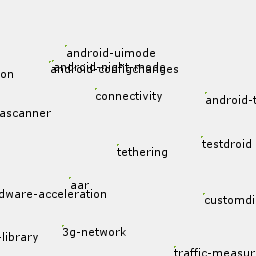 android-uimode
android-night-mode
android-configchanges
on
connectivity
android-t
ascanner
testdroid
tethering
aar
dware-acceleration
customdi
3g-network
-library
traffic-measur